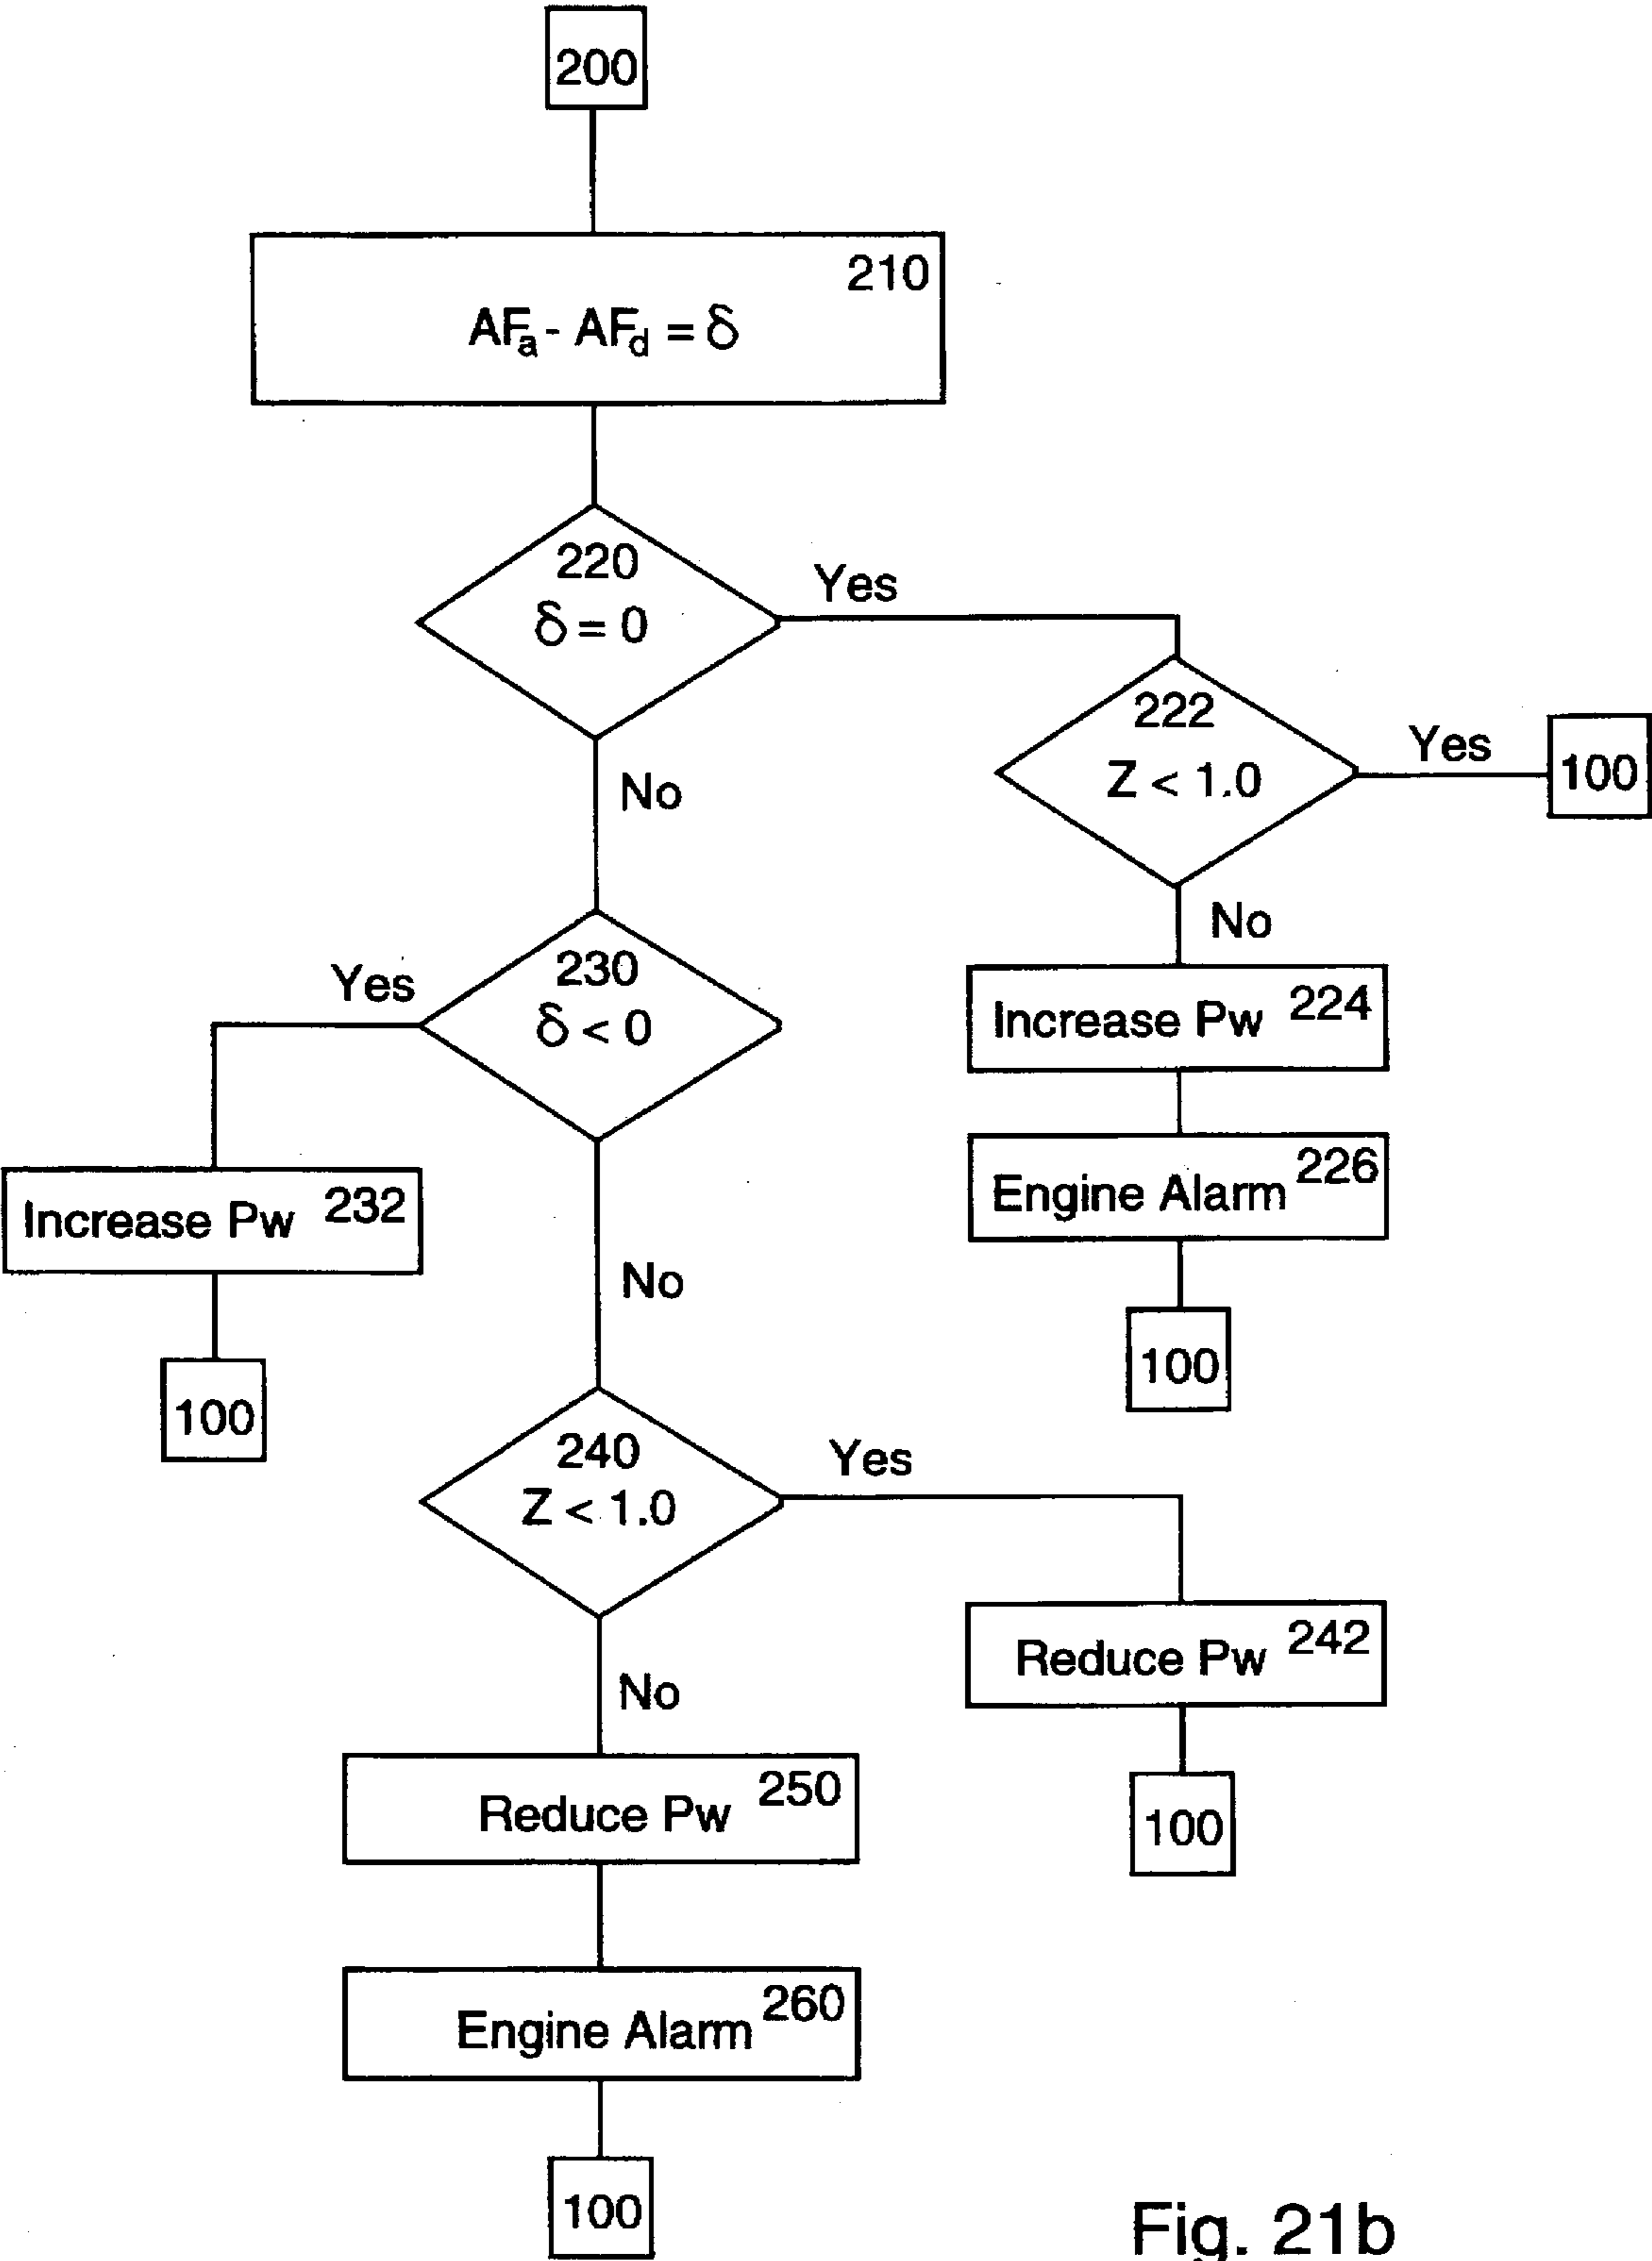 200
210
AFa - AFd = δ
220
δ = 0
Yes
222
Z < 1.0
Yes
100
No
No
Increase Pw 224
Engine Alarm 226
100
230
δ < 0
Yes
Increase Pw 232
100
No
240
Z < 1.0
Yes
Reduce Pw 242
100
No
Reduce Pw 250
Engine Alarm 260
100
Fig. 21b